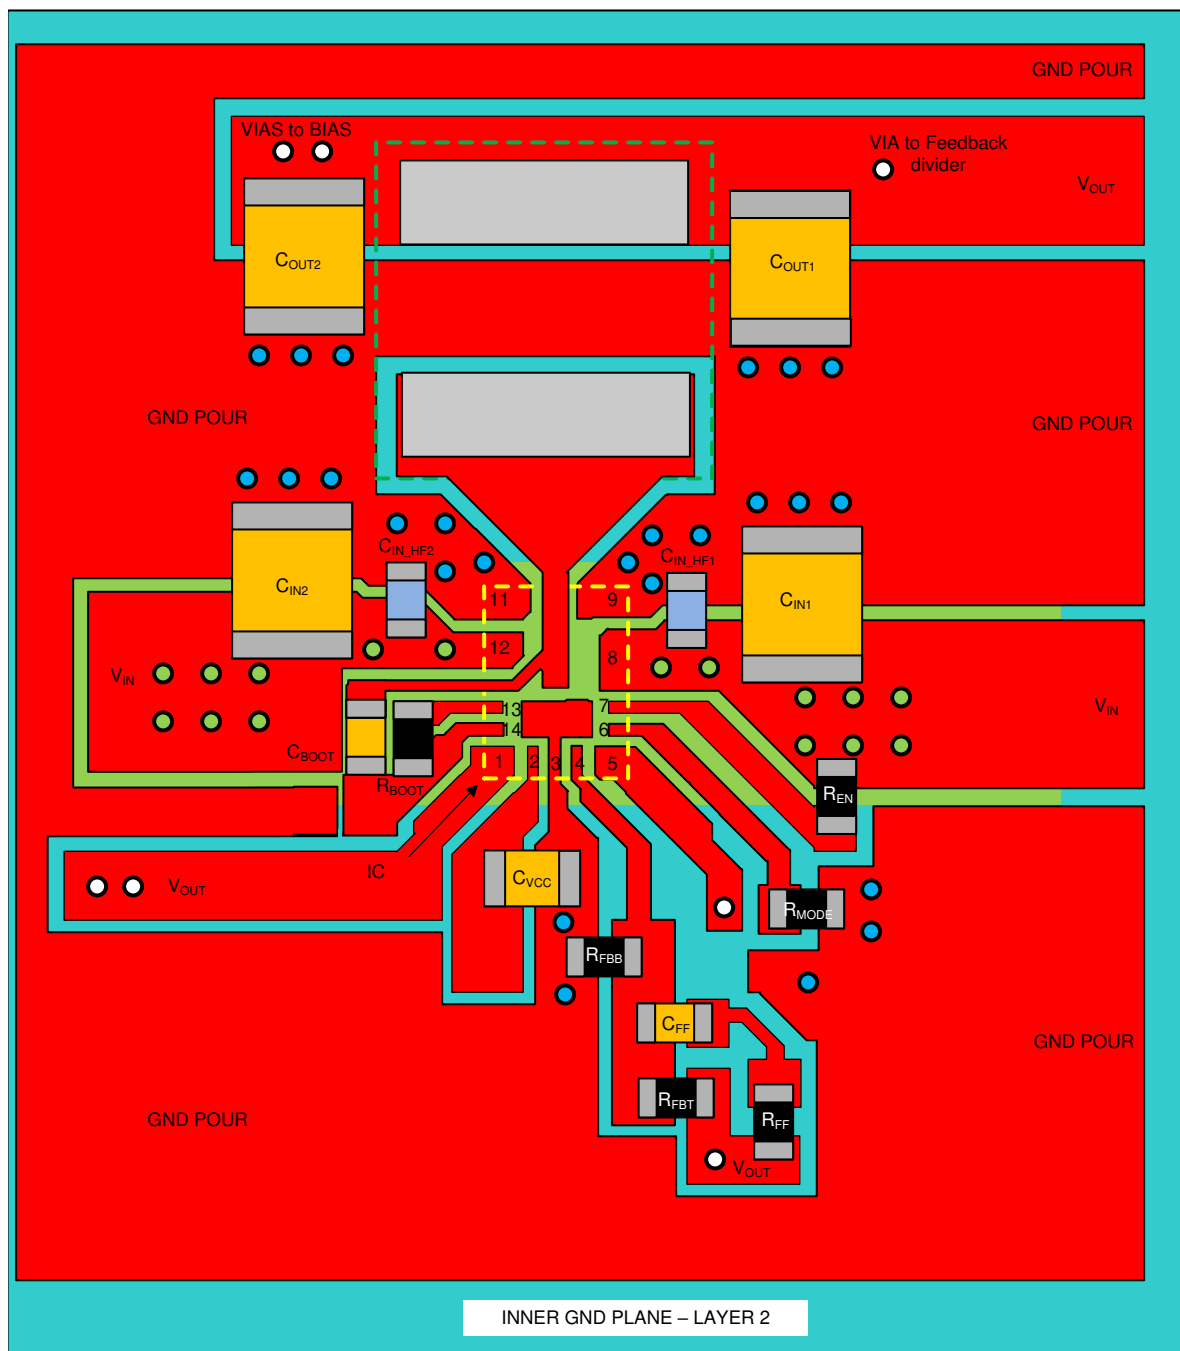 GND POUR
VIAS to BIAS
VIA to Feedback
divider
VOUT
COUT2
COUT1
GND POUR
GND POUR
CIN_HF2
CIN_HF1
CIN2
CIN1
11
9
12
8
VIN
VIN
13
7
14
6
CBOOT
RBOOT
1
2
3
4
5
REN
IC
VOUT
CVCC
RMODE
RFBB
CFF
GND POUR
RFBT
RFF
GND POUR
VOUT
INNER GND PLANE – LAYER 2